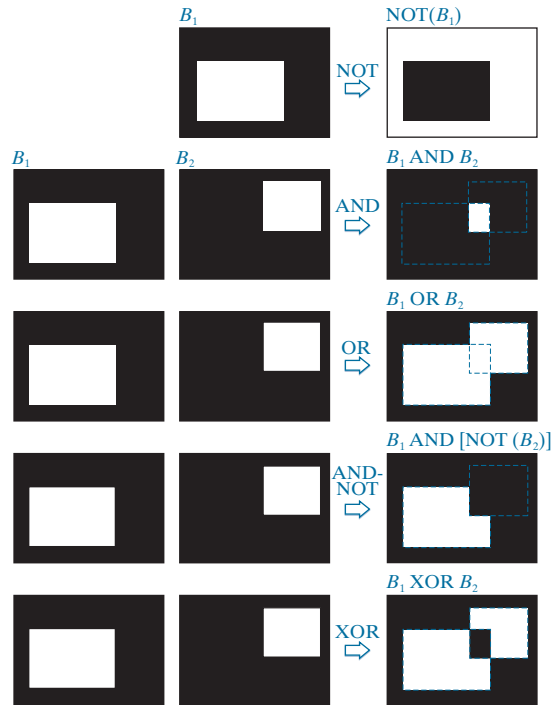 B₁
NOT
NOT(B₁)
B₁
B₂
AND
B₁ AND B₂
OR
B₁ OR B₂
AND-
NOT
B₁ AND [NOT (B₂)]
XOR
B₁ XOR B₂